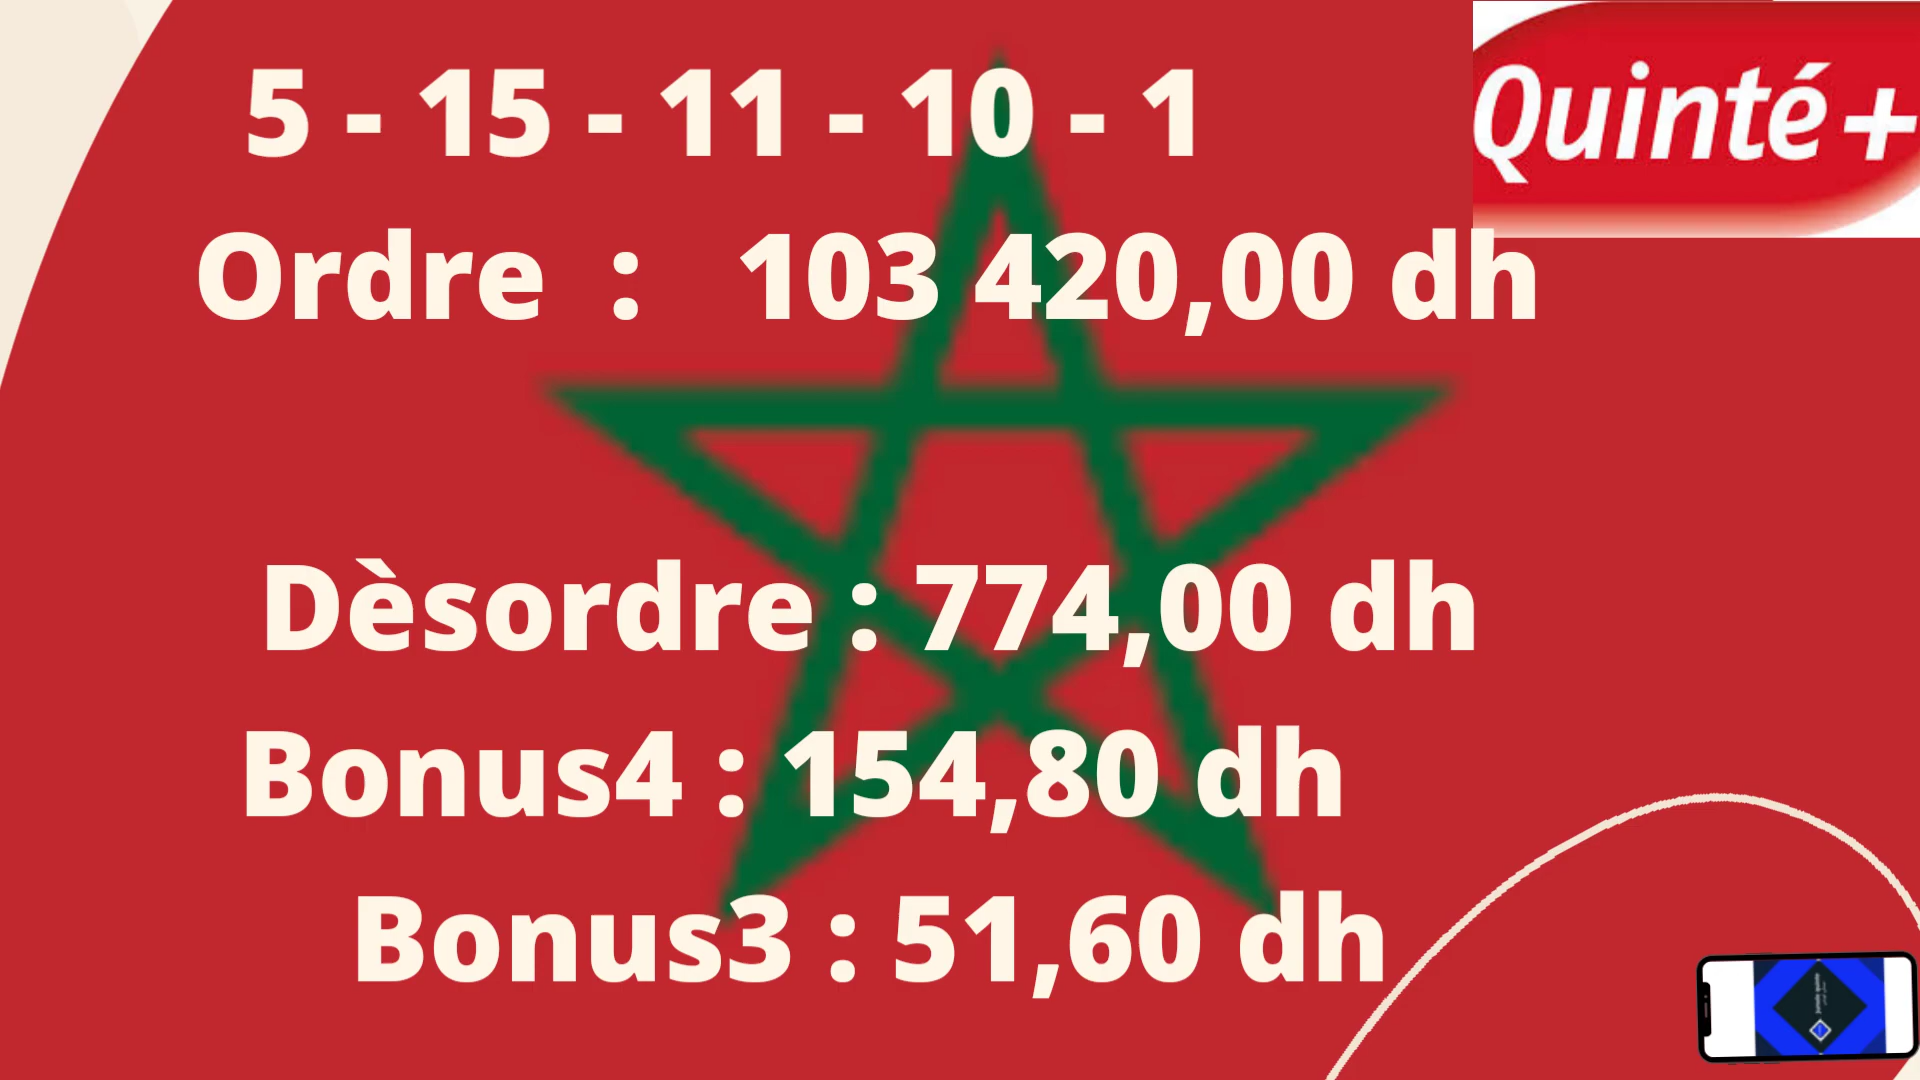 5 - 15 - 11 - 10 - 1
Quinté+
Ordre : 103 420,00 dh
Dèsordre : 774,00 dh
Bonus4 : 154,80 dh
Bonus3 : 51,60 dh